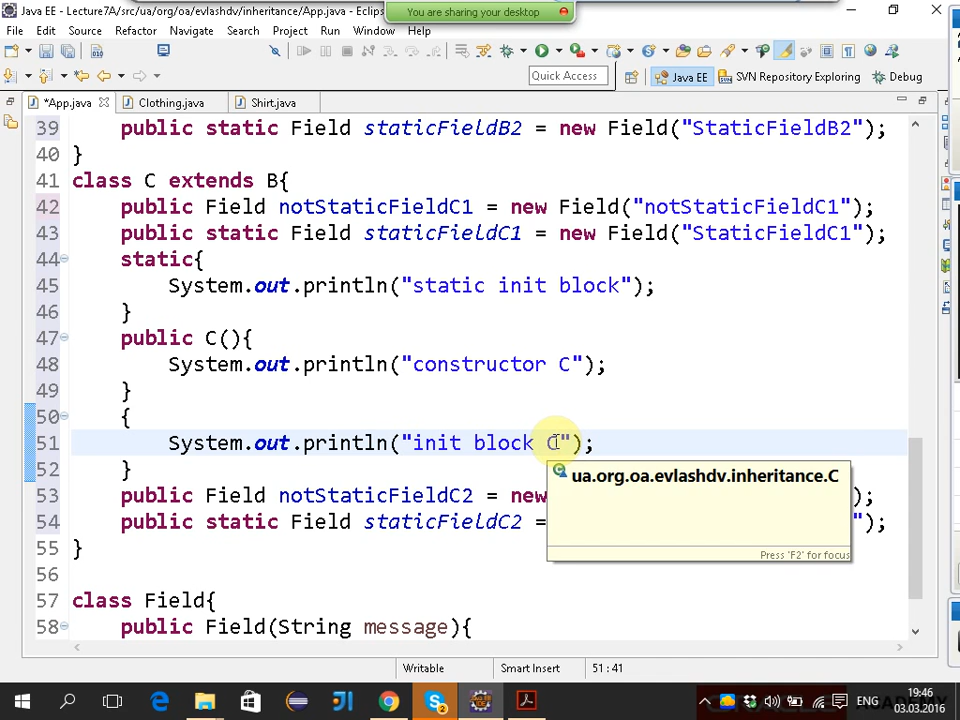 Java EE - Lecture7A/src/ua/org/oa/evlashdv/inheritance/App.java - Eclips
You are sharing your desktop
File Edit Source Refactor Navigate Search Project Run Window Help
Quick Access
Java EE
SVN Repository Exploring
Debug
*App.java
Clothing.java
Shirt.java
39 public static Field staticFieldB2 = new Field("StaticFieldB2");
40 }
41 class C extends B{
42 public Field notStaticFieldC1 = new Field("notStaticFieldC1");
43 public static Field staticFieldC1 = new Field("StaticFieldC1");
44 static{
45 System.out.println("static init block");
46 }
47 public C(){
48 System.out.println("constructor C");
49 }
50 {
51 System.out.println("init block C");
52 }
ua.org.oa.evlashdv.inheritance.C
53 public Field notStaticFieldC2 = new ");
54 public static Field staticFieldC2 = ");
55 }
Press 'F2' for focus
56
57 class Field{
58 public Field(String message){
Writable
Smart Insert
51 : 41
ENG
19:46
03.03.2016